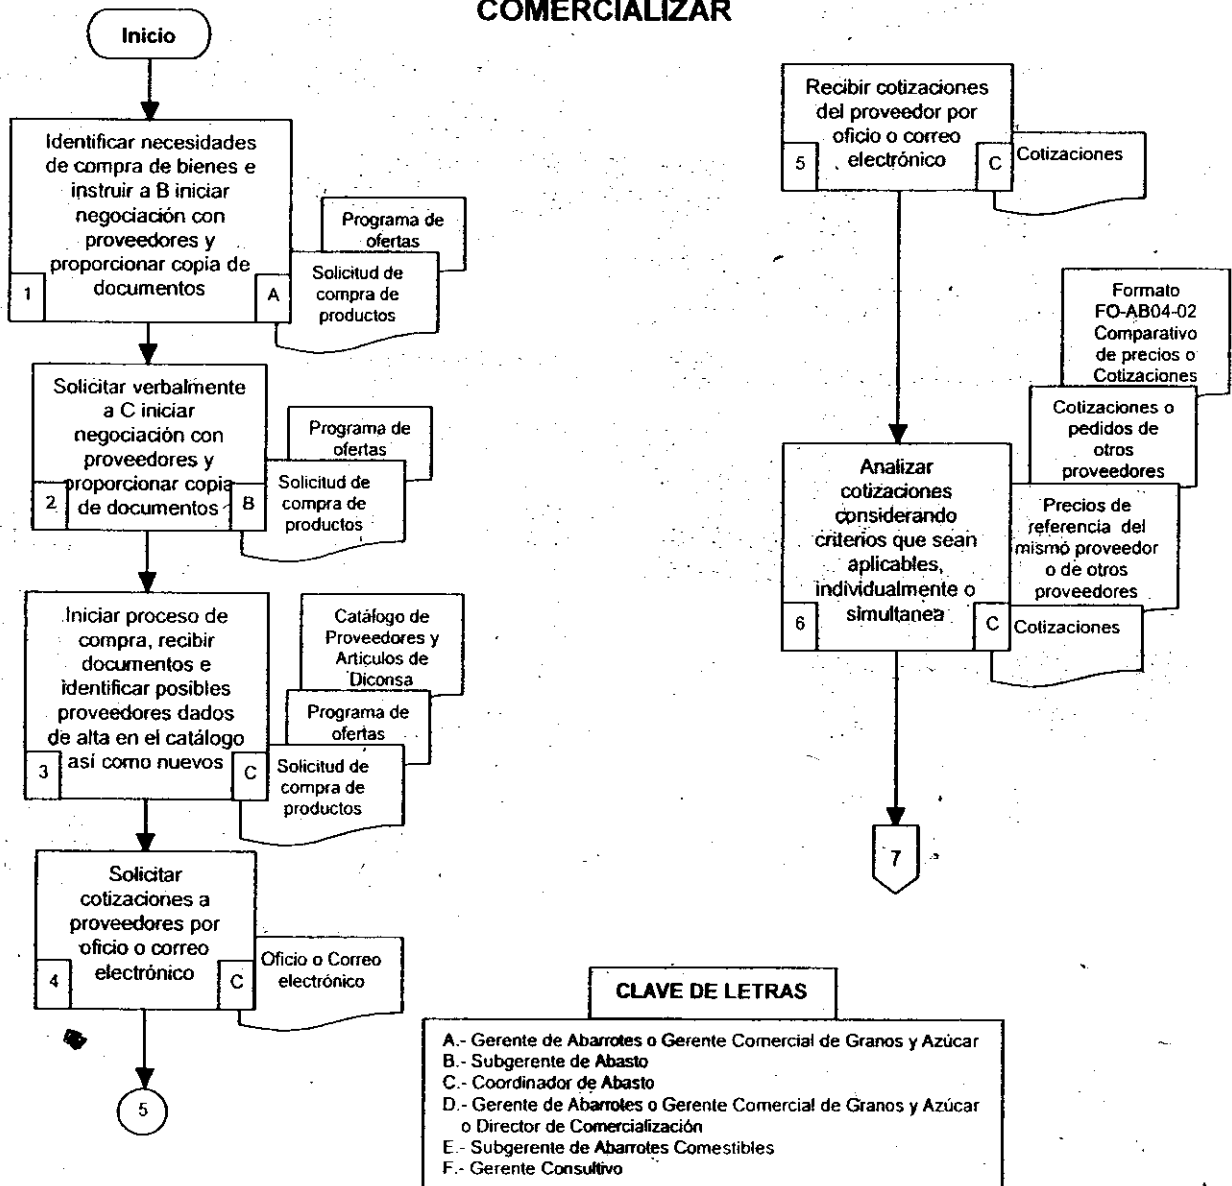 COMERCIALIZAR
Inicio
Identificar necesidades
de compra de bienes e
instruir a B iniciar
negociación con
proveedores y
proporcionar copia de
documentos
1
A
Programa de
ofertas
Solicitud de
compra de
productos
Solicitar verbalmente
a C iniciar
negociación con
proveedores y
proporcionar copia
de documentos
2
B
Programa de
ofertas
Solicitud de
compra de
productos
Iniciar proceso de
compra, recibir
documentos e
identificar posibles
proveedores dados
de alta en el catálogo
así como nuevos
3
C
Catálogo de
Proveedores y
Artículos de
Diconsa
Programa de
ofertas
Solicitud de
compra de
productos
Solicitar
cotizaciones a
proveedores por
oficio o correo
electrónico
4
C
Oficio o Correo
electrónico
5
Recibir cotizaciones
del proveedor por
oficio o correo
electrónico
5
C
Cotizaciones
Formato
FO-AB04-02
Comparativo
de precios o
Cotizaciones
Cotizaciones o
pedidos de
otros
proveedores
Precios de
referencia del
mismo proveedor
o de otros
proveedores
Cotizaciones
Analizar
cotizaciones
considerando
criterios que sean
aplicables,
individualmente o
simultanea
6
C
7
CLAVE DE LETRAS
A.- Gerente de Abarrotes o Gerente Comercial de Granos y Azúcar
B.- Subgerente de Abasto
C.- Coordinador de Abasto
D.- Gerente de Abarrotes o Gerente Comercial de Granos y Azúcar
o Director de Comercialización
E.- Subgerente de Abarrotes Comestibles
F.- Gerente Consultivo